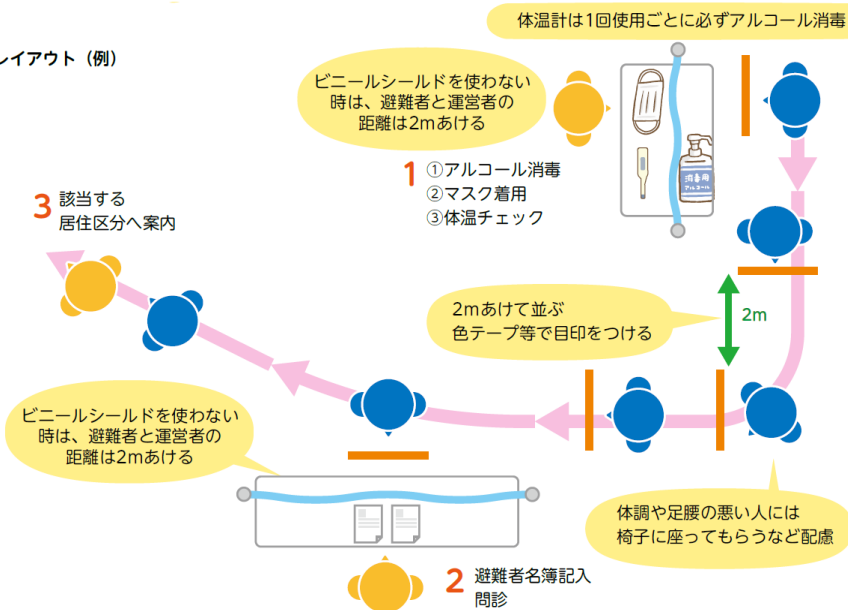 体温計は1回使用ごとに必ずアルコール消毒
レイアウト（例）
ビニールシールドを使わない
時は、避難者と運営者の
距離は2mあける
1
①アルコール消毒
②マスク着用
③体温チェック
消毒用
アルコール
3
該当する
居住区分へ案内
2mあけて並ぶ
色テープ等で目印をつける
2m
ビニールシールドを使わない
時は、避難者と運営者の
距離は2mあける
体調や足腰の悪い人には
椅子に座ってもらうなど配慮
2
避難者名簿記入
問診